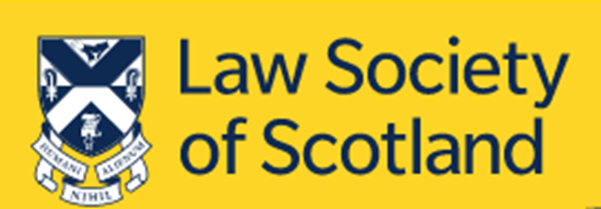 Law Society
of Scotland
HUMANI
NIHIL
ALIENUM